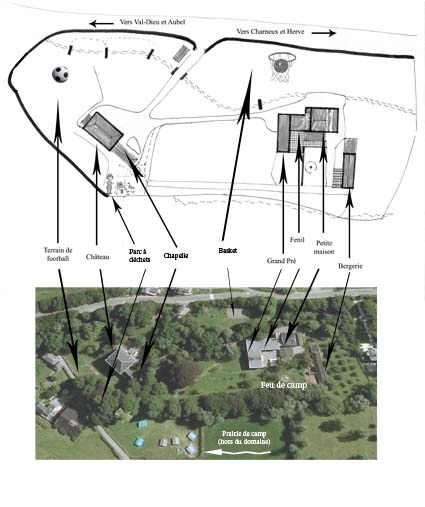 Vers Val-Dieu et Aubel
Vers Charneux et Herve
Terrain de
football
Château
Parc à
déchets
Chapelle
Basket
Grand Pré
Fenil
Petite
maison
Bergerie
Feu de camp
Prairie de camp
(hors du domaine)